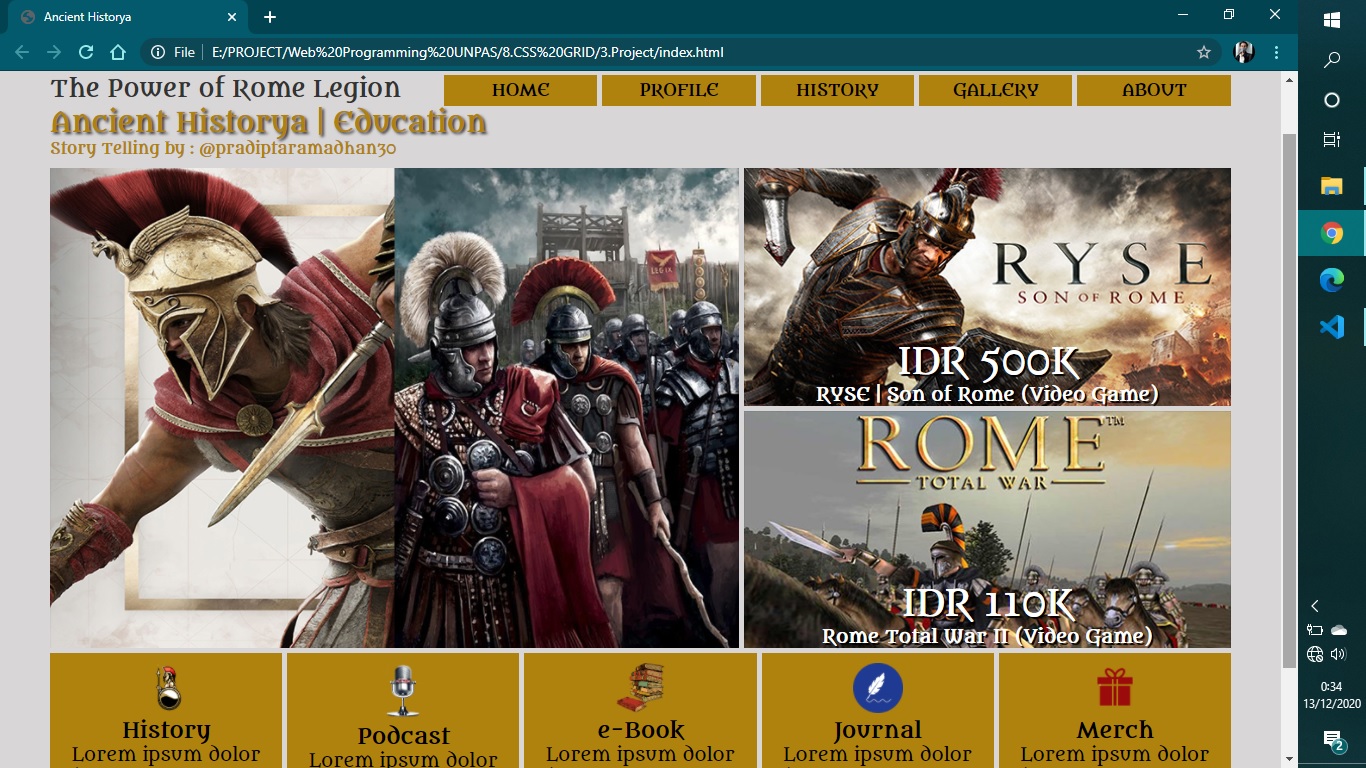 Ancient Historya
File
E:/PROJECT/Web%20Programming%20UNPAS/8.CSS%20GRID/3.Project/index.html
The Power of Rome Legion
HOME
PROFILE
HISTORY
GALLERY
ABOUT
Ancient Historya | Education
Story Telling by : @pradiptaramadhan30
LEGIX
RYSE
SON OF ROME
IDR 500K
RYSE | Son of Rome (Video Game)
ROME™
TOTAL WAR
IDR 110K
Rome Total War II (Video Game)
History
Lorem ipsum dolor
Podcast
Lorem ipsum dolor
e-Book
Lorem ipsum dolor
Journal
Lorem ipsum dolor
Merch
Lorem ipsum dolor
0:34
13/12/2020
2